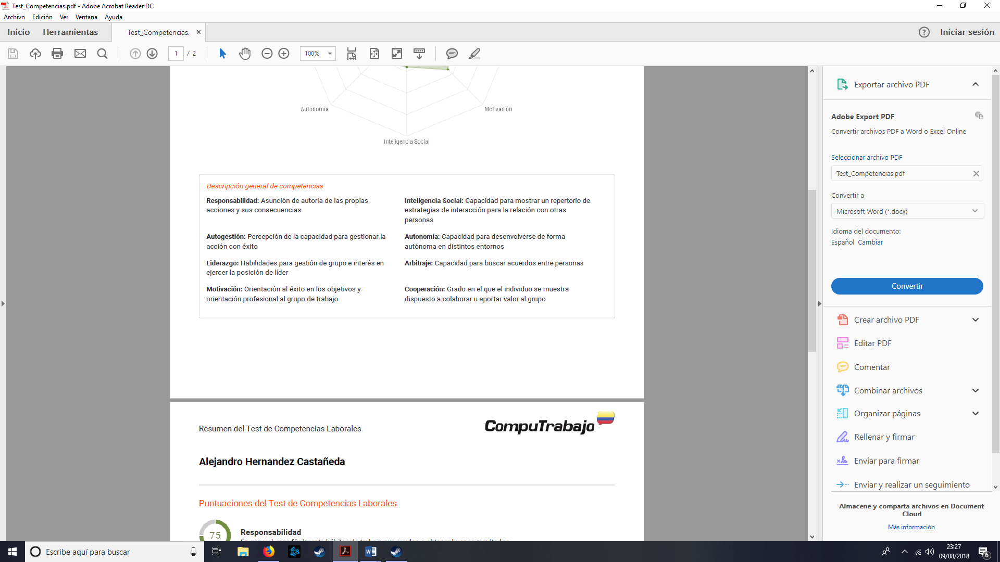 Test_Competencias.pdf - Adobe Acrobat Reader DC
Archivo Edición Ver Ventana Ayuda
Inicio Herramientas Test_Competencias. ×
? Iniciar sesión
1 / 2 100%
Autonomía
Motivación
Inteligencia Social
Descripción general de competencias
Responsabilidad: Asunción de autoría de las propias
acciones y sus consecuencias
Inteligencia Social: Capacidad para mostrar un repertorio de
estrategias de interacción para la relación con otras
personas
Autogestión: Percepción de la capacidad para gestionar la
acción con éxito
Autonomía: Capacidad para desenvolverse de forma
autónoma en distintos entornos
Liderazgo: Habilidades para gestión de grupo e interés en
ejercer la posición de líder
Arbitraje: Capacidad para buscar acuerdos entre personas
Motivación: Orientación al éxito en los objetivos y
orientación profesional al grupo de trabajo
Cooperación: Grado en el que el individuo se muestra
dispuesto a colaborar u aportar valor al grupo
Resumen del Test de Competencias Laborales
CompuTrabajo
Alejandro Hernandez Castañeda
Puntuaciones del Test de Competencias Laborales
75
Responsabilidad
Exportar archivo PDF
Adobe Export PDF
Convertir archivos PDF a Word o Excel Online
Seleccionar archivo PDF
Test_Competencias.pdf
Convertir a
Microsoft Word (*.docx)
Idioma del documento:
Español Cambiar
Convertir
Crear archivo PDF
Editar PDF
Comentar
Combinar archivos
Organizar páginas
Rellenar y firmar
Enviar para firmar
Enviar y realizar un seguimiento
Almacene y comparta archivos en Document
Cloud
Más información
Escribe aquí para buscar
23:27
09/08/2018
6